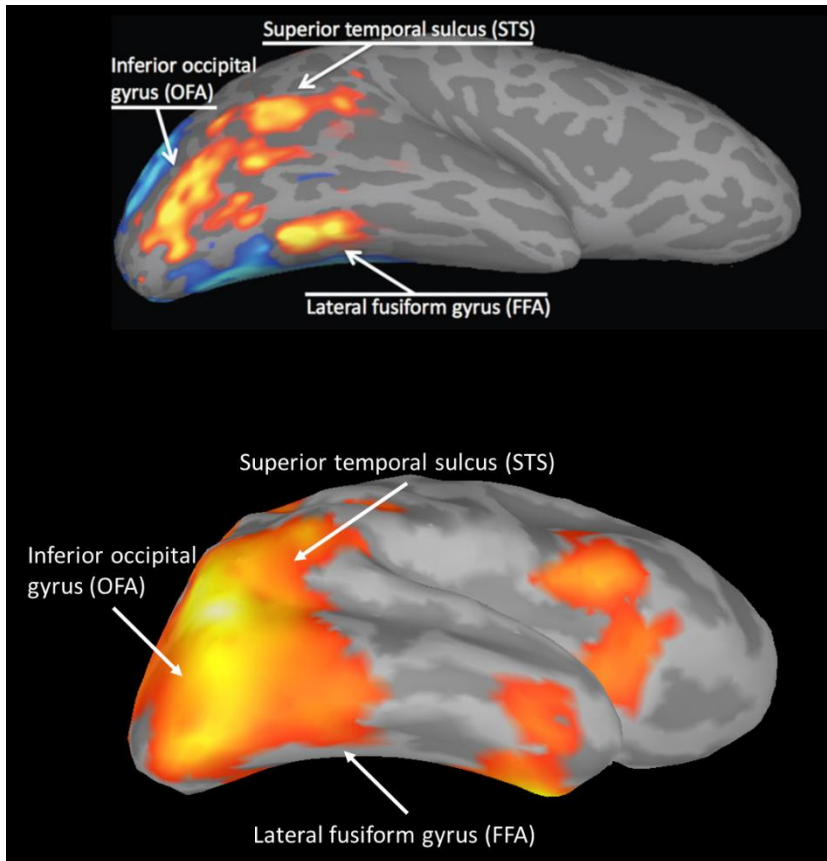 Superior temporal sulcus (STS)
Inferior occipital
gyrus (OFA)
Lateral fusiform gyrus (FFA)
Superior temporal sulcus (STS)
Inferior occipital
gyrus (OFA)
Lateral fusiform gyrus (FFA)